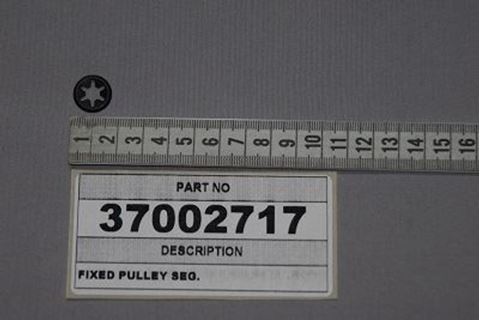 1 2 3 4 5 6 7 8 9 10 11 12 13 14 15 16
PART NO
37002717
DESCRIPTION
FIXED PULLEY SEG.